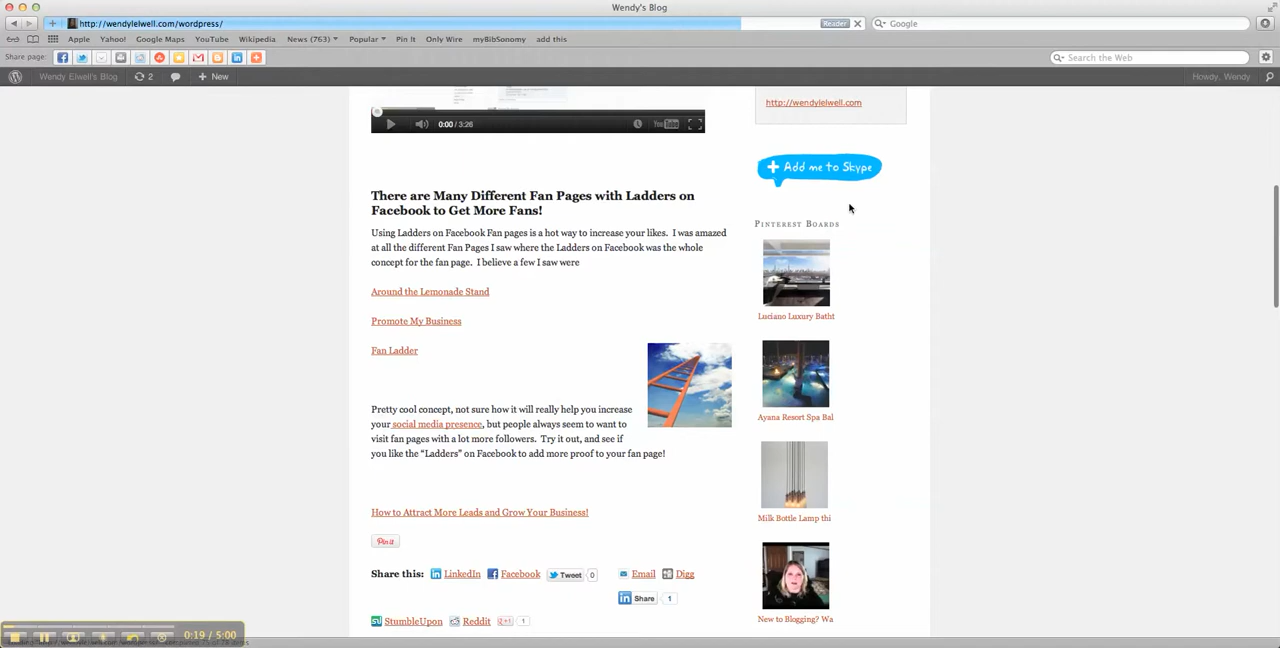 Wendy's Blog
http://wendylelwell.com/wordpress/
Reader
Google
Apple Yahoo! Google Maps YouTube Wikipedia News (763) Popular Pin It Only Wire myBibSonomy add this
Share page:
Search the Web
Wendy Elwell's Blog 2 + New Howdy, Wendy
http://wendylelwell.com
0:00 / 3:26 YouTube
+ Add me to Skype
There are Many Different Fan Pages with Ladders on
Facebook to Get More Fans!
Pinterest Boards
Using Ladders on Facebook Fan pages is a hot way to increase your likes. I was amazed
at all the different Fan Pages I saw where the Ladders on Facebook was the whole
concept for the fan page. I believe a few I saw were
Around the Lemonade Stand
Luciano Luxury Batht
Promote My Business
Fan Ladder
Pretty cool concept, not sure how it will really help you increase
your social media presence, but people always seem to want to
visit fan pages with a lot more followers. Try it out, and see if
you like the “Ladders” on Facebook to add more proof to your fan page!
Ayana Resort Spa Bal
How to Attract More Leads and Grow Your Business!
Milk Bottle Lamp thi
Pin it
Share this: LinkedIn Facebook Tweet 0 Email Digg
Share 1
StumbleUpon Reddit +1 1
New to Blogging? Wa
0:19 / 5:00